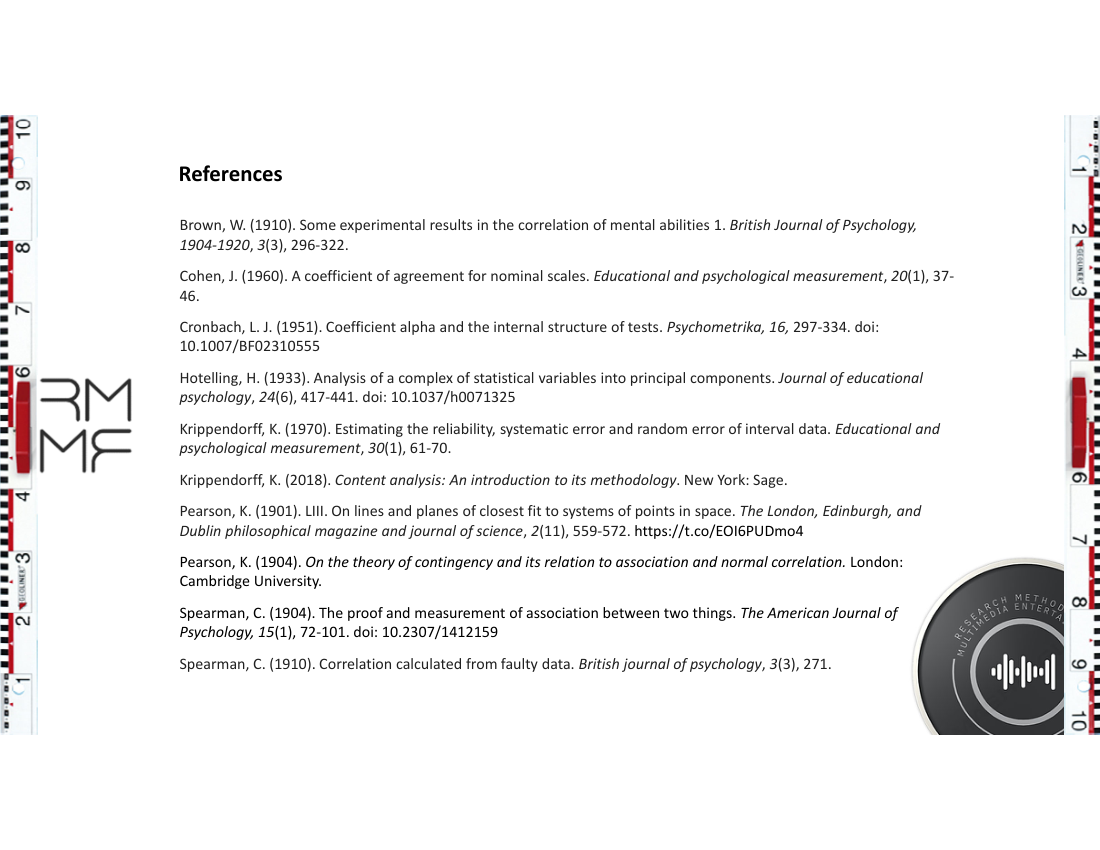 References
Brown, W. (1910). Some experimental results in the correlation of mental abilities 1. British Journal of Psychology,
1904-1920, 3(3), 296-322.
Cohen, J. (1960). A coefficient of agreement for nominal scales. Educational and psychological measurement, 20(1), 37-
46.
Cronbach, L. J. (1951). Coefficient alpha and the internal structure of tests. Psychometrika, 16, 297-334. doi:
10.1007/BF02310555
Hotelling, H. (1933). Analysis of a complex of statistical variables into principal components. Journal of educational
psychology, 24(6), 417-441. doi: 10.1037/h0071325
Krippendorff, K. (1970). Estimating the reliability, systematic error and random error of interval data. Educational and
psychological measurement, 30(1), 61-70.
Krippendorff, K. (2018). Content analysis: An introduction to its methodology. New York: Sage.
Pearson, K. (1901). LIII. On lines and planes of closest fit to systems of points in space. The London, Edinburgh, and
Dublin philosophical magazine and journal of science, 2(11), 559-572. https://t.co/EOI6PUDmo4
Pearson, K. (1904). On the theory of contingency and its relation to association and normal correlation. London:
Cambridge University.
Spearman, C. (1904). The proof and measurement of association between two things. The American Journal of
Psychology, 15(1), 72-101. doi: 10.2307/1412159
Spearman, C. (1910). Correlation calculated from faulty data. British journal of psychology, 3(3), 271.
RM
MF
10
9
8
7
6
4
3
GEOLINER
2
1
1
2
GEOLINER
3
4
6
7
8
9
10
RESEARCH METHOD
MULTIMEDIA ENTERTA